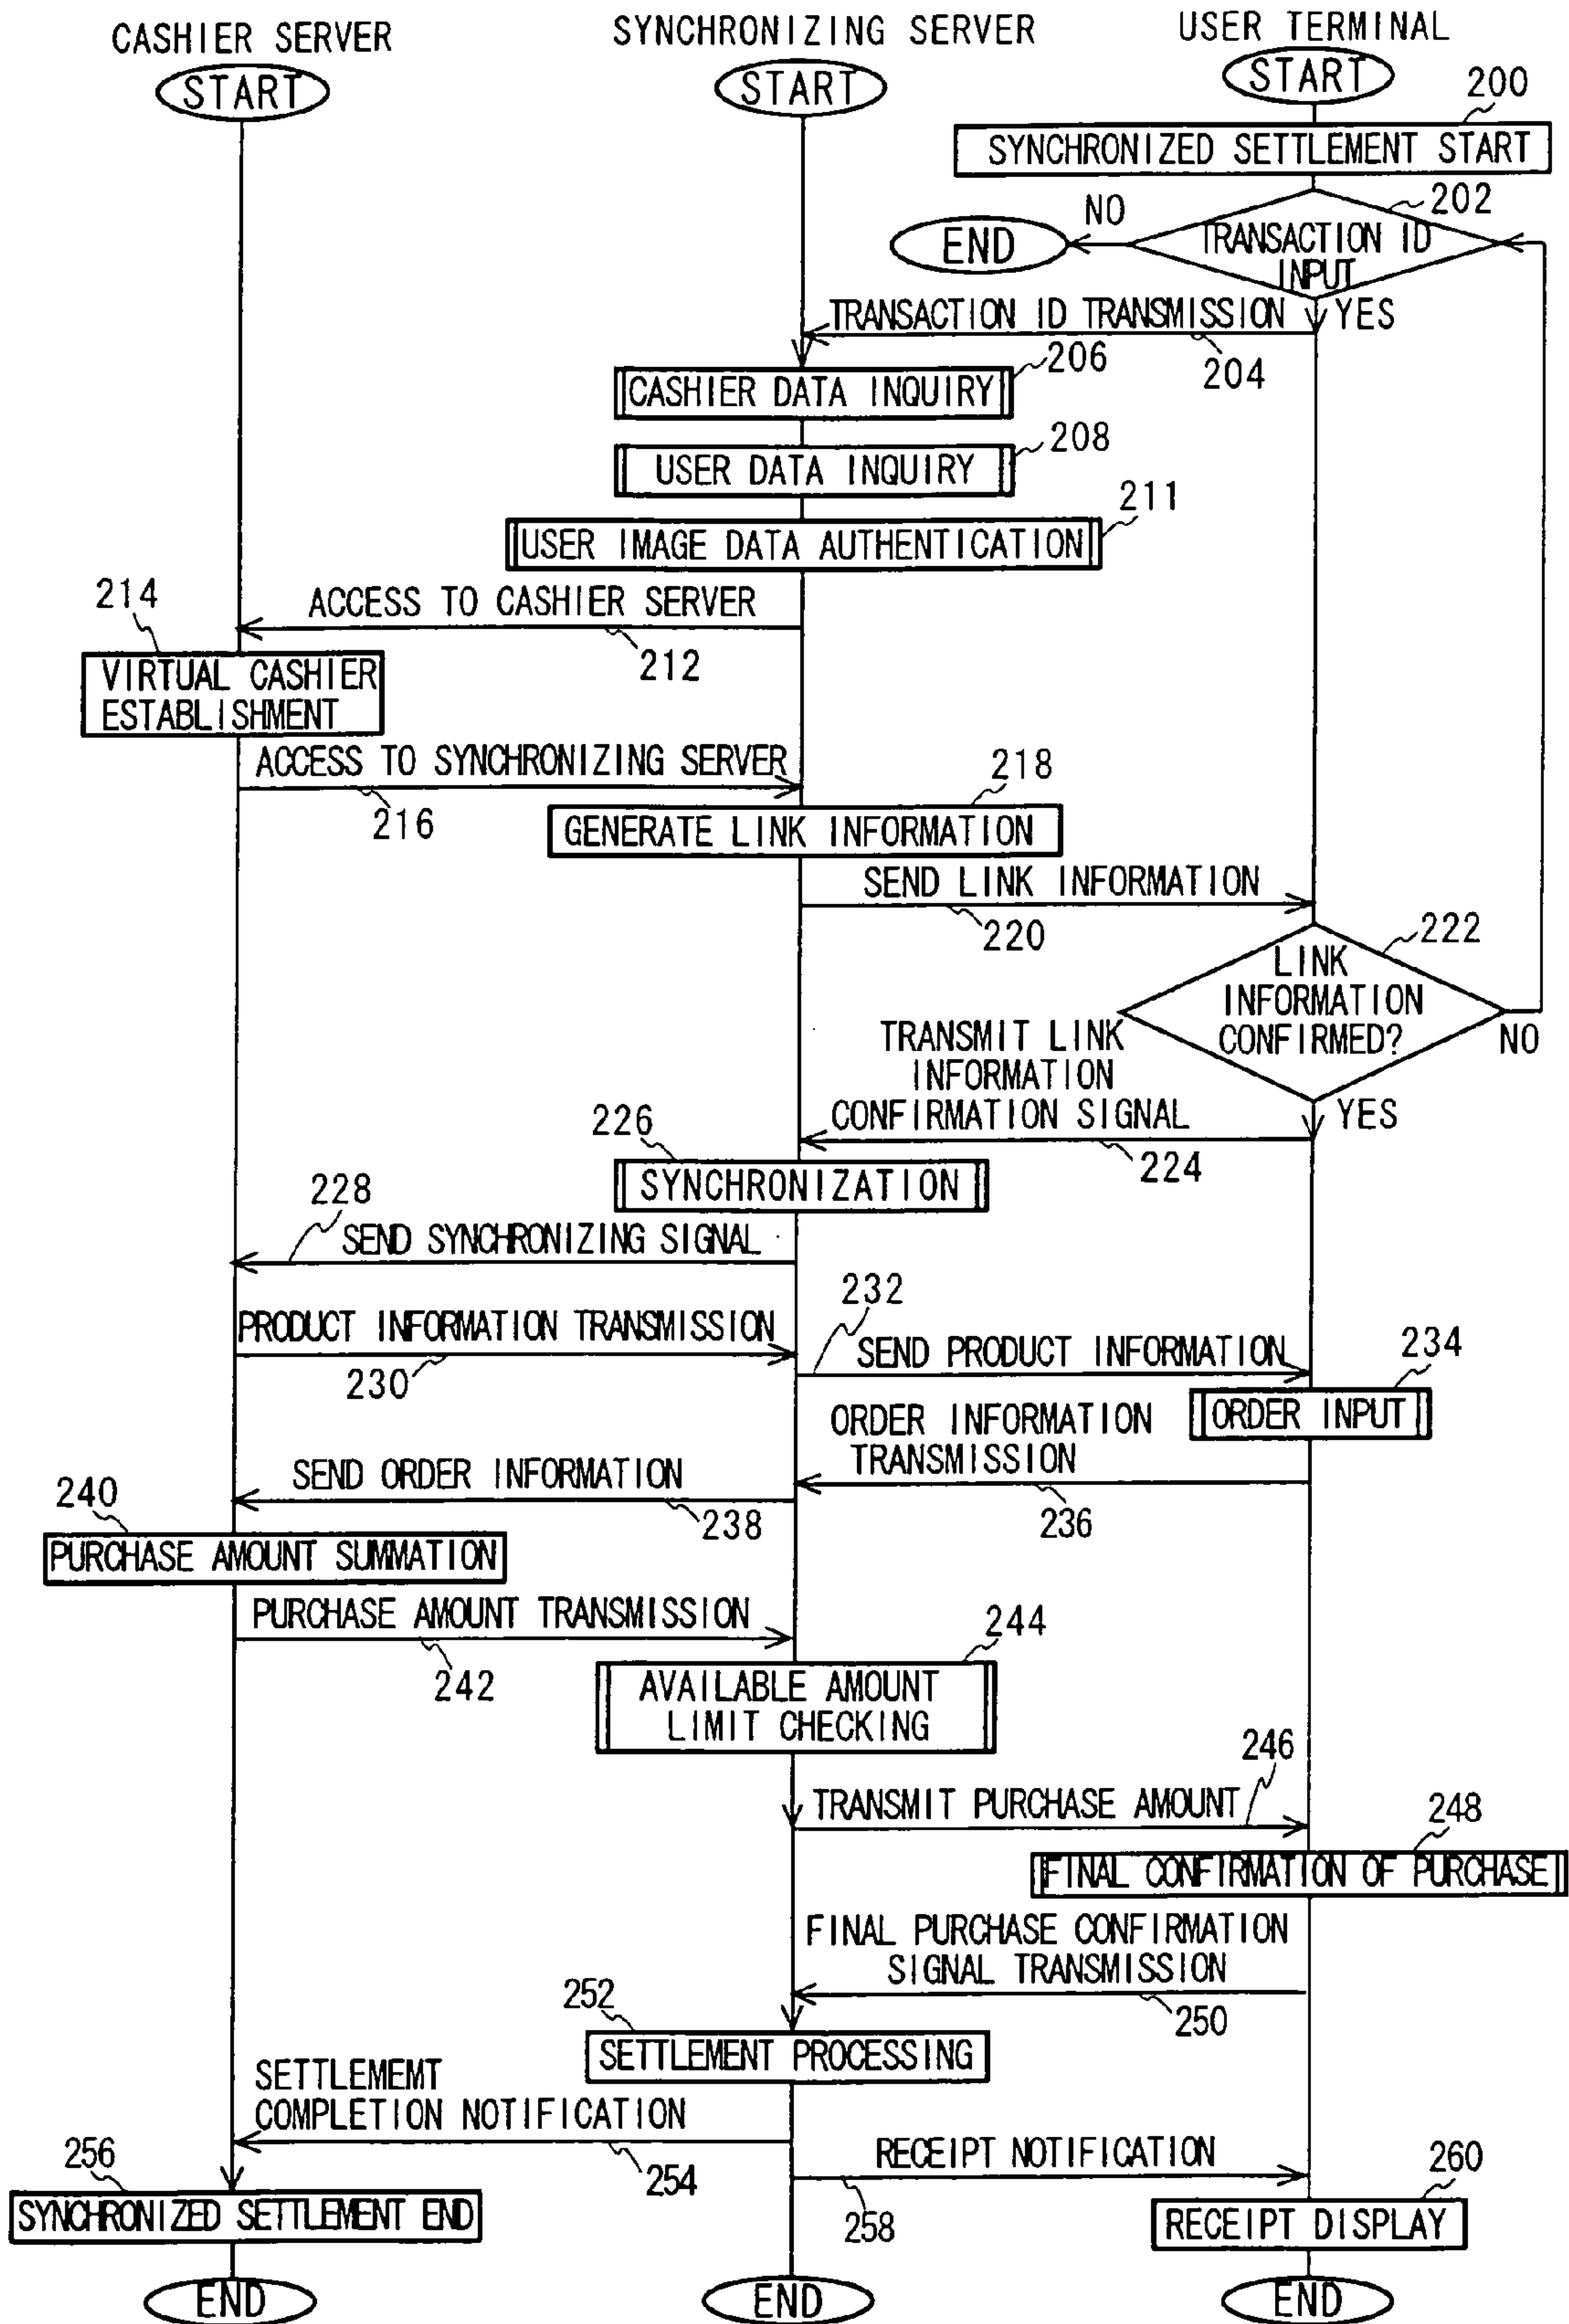 CASHIER SERVER
SYNCHRONIZING SERVER
USER TERMINAL
START
START
START
200
SYNCHRONIZED SETTLEMENT START
202
NO
END
TRANSACTION ID
INPUT
TRANSACTION ID TRANSMISSION
YES
204
206
CASHIER DATA INQUIRY
208
USER DATA INQUIRY
211
USER IMAGE DATA AUTHENTICATION
214
ACCESS TO CASHIER SERVER
212
VIRTUAL CASHIER
ESTABLISHMENT
ACCESS TO SYNCHRONIZING SERVER
216
218
GENERATE LINK INFORMATION
SEND LINK INFORMATION
220
222
LINK
INFORMATION
CONFIRMED?
NO
TRANSMIT LINK
INFORMATION
CONFIRMATION SIGNAL
YES
224
226
SYNCHRONIZATION
228
SEND SYNCHRONIZING SIGNAL
PRODUCT INFORMATION TRANSMISSION
230
232
SEND PRODUCT INFORMATION
234
ORDER INPUT
ORDER INFORMATION
TRANSMISSION
236
SEND ORDER INFORMATION
238
240
PURCHASE AMOUNT SUMMATION
PURCHASE AMOUNT TRANSMISSION
242
244
AVAILABLE AMOUNT
LIMIT CHECKING
246
TRANSMIT PURCHASE AMOUNT
248
FINAL CONFIRMATION OF PURCHASE
FINAL PURCHASE CONFIRMATION
SIGNAL TRANSMISSION
250
252
SETTLEMENT PROCESSING
SETTLEMEMT
COMPLETION NOTIFICATION
254
256
SYNCHRONIZED SETTLEMENT END
RECEIPT NOTIFICATION
258
260
RECEIPT DISPLAY
END
END
END